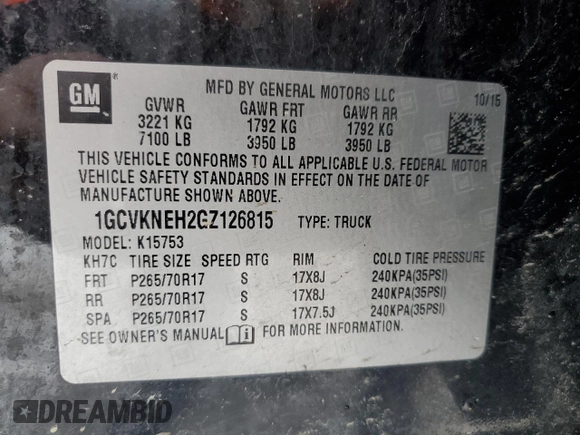 GM
MFD BY GENERAL MOTORS LLC
10/15
GVWR GAWR FRT GAWR RR
3221 KG 1792 KG 1792 KG
7100 LB 3950 LB 3950 LB
THIS VEHICLE CONFORMS TO ALL APPLICABLE U.S. FEDERAL MOTOR
VEHICLE SAFETY STANDARDS IN EFFECT ON THE DATE OF
MANUFACTURE SHOWN ABOVE.
1GCVKNEH2GZ126815 TYPE: TRUCK
MODEL: K15753
KH7C TIRE SIZE SPEED RTG RIM COLD TIRE PRESSURE
FRT P265/70R17 S 17X8J 240KPA(35PSI)
RR P265/70R17 S 17X8J 240KPA(35PSI)
SPA P265/70R17 S 17X7.5J 240KPA(35PSI)
SEE OWNER'S MANUAL FOR MORE INFORMATION.
DREAMBID